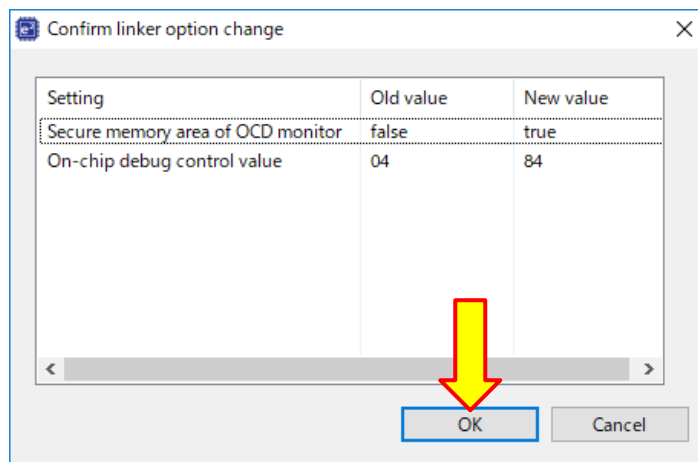 e²
Confirm linker option change
Setting Old value New value
Secure memory area of OCD monitor false true
On-chip debug control value 04 84
OK Cancel